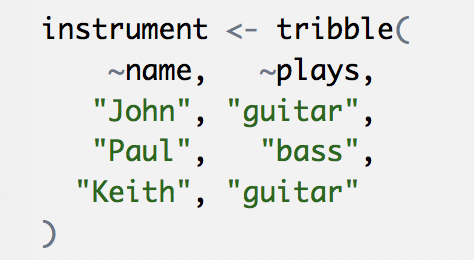 instrument <- tribble(
~name, ~plays,
"John", "guitar",
"Paul", "bass",
"Keith", "guitar"
)